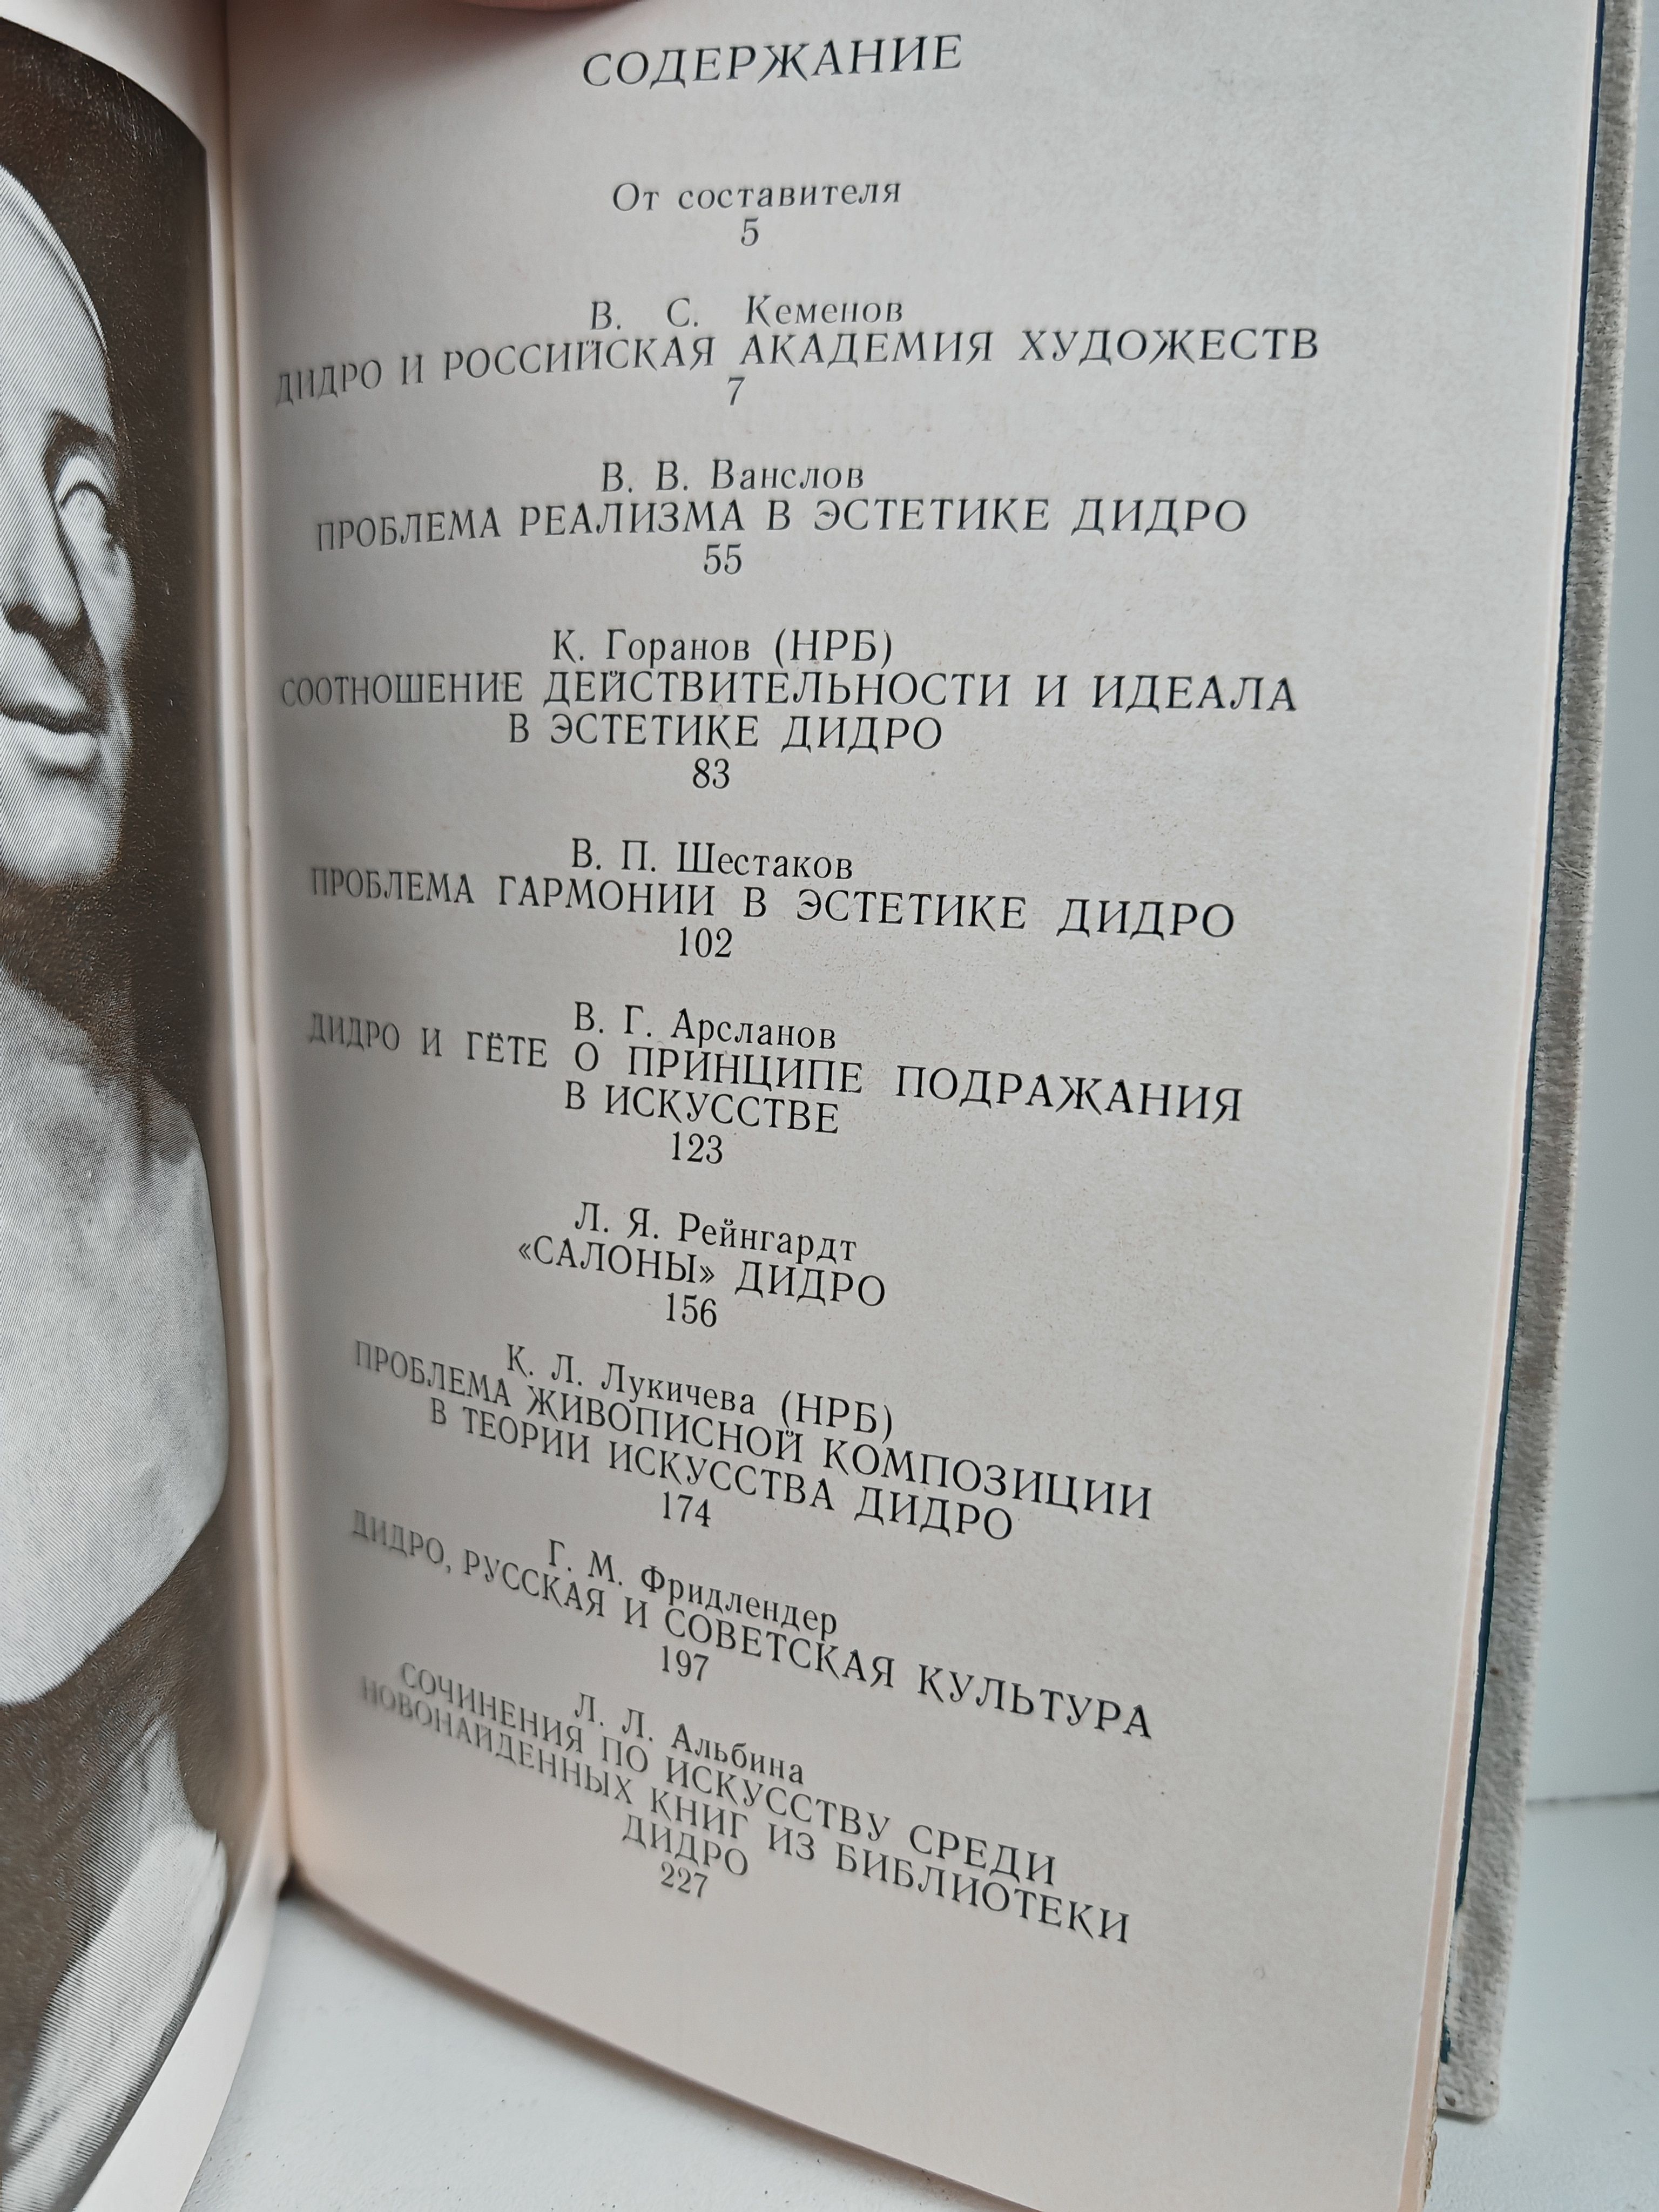 СОДЕРЖАНИЕ
От составителя
5
В. С. Кеменов
ДИДРО И РОССИЙСКАЯ АКАДЕМИЯ ХУДОЖЕСТВ
7
В. В. Ванслов
ПРОБЛЕМА РЕАЛИЗМА В ЭСТЕТИКЕ ДИДРО
55
К. Горанов (НРБ)
СООТНОШЕНИЕ ДЕЙСТВИТЕЛЬНОСТИ И ИДЕАЛА
В ЭСТЕТИКЕ ДИДРО
83
В. П. Шестаков
ПРОБЛЕМА ГАРМОНИИ В ЭСТЕТИКЕ ДИДРО
102
В. Г. Арсланов
ДИДРО И ГЁТЕ О ПРИНЦИПЕ ПОДРАЖАНИЯ
В ИСКУССТВЕ
123
Л. Я. Рейнгардт
«САЛОНЫ» ДИДРО
156
К. Л. Лукичева (НРБ)
ПРОБЛЕМА ЖИВОПИСНОЙ КОМПОЗИЦИИ
В ТЕОРИИ ИСКУССТВА ДИДРО
174
Г. М. Фридлендер
ДИДРО, РУССКАЯ И СОВЕТСКАЯ КУЛЬТУРА
197
Л. Л. Альбина
СОЧИНЕНИЯ ПО ИСКУССТВУ СРЕДИ
НОВОНАЙДЕННЫХ КНИГ ИЗ БИБЛИОТЕКИ
ДИДРО
227